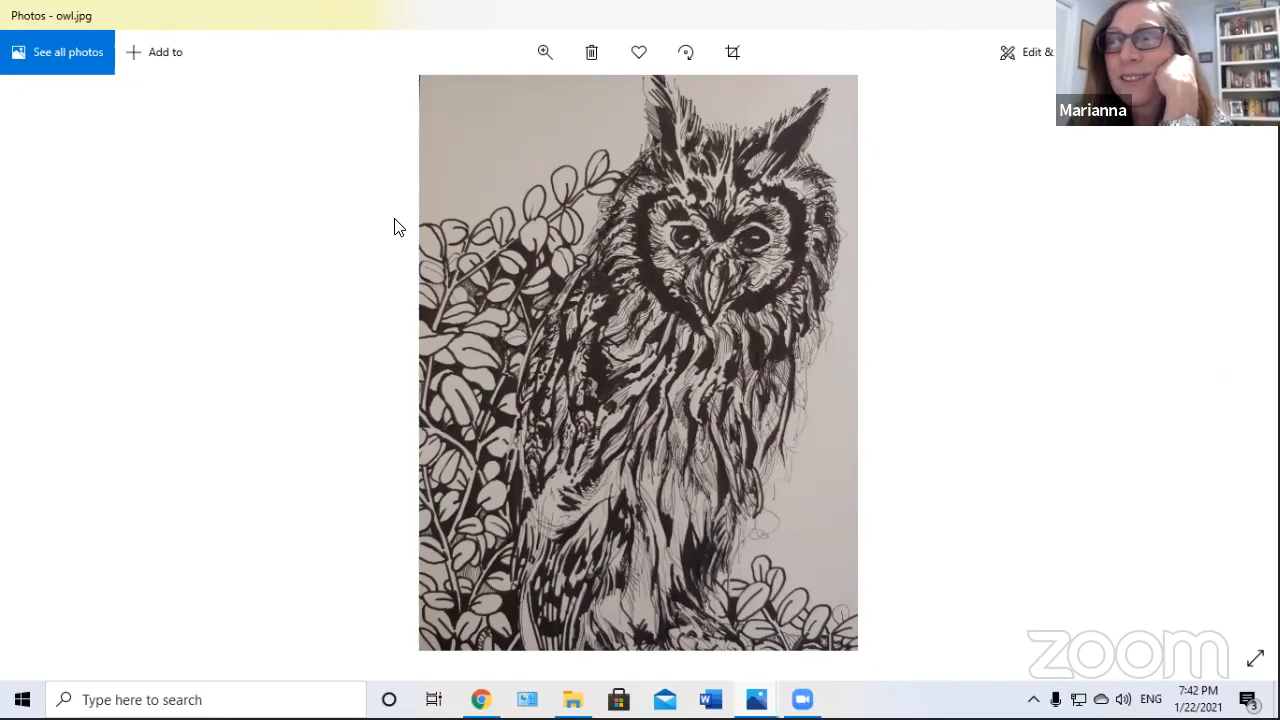 Photos - owl.jpg
See all photos
Add to
Edit &
Marianna
zoom
Type here to search
ENG
7:42 PM
1/22/2021
3